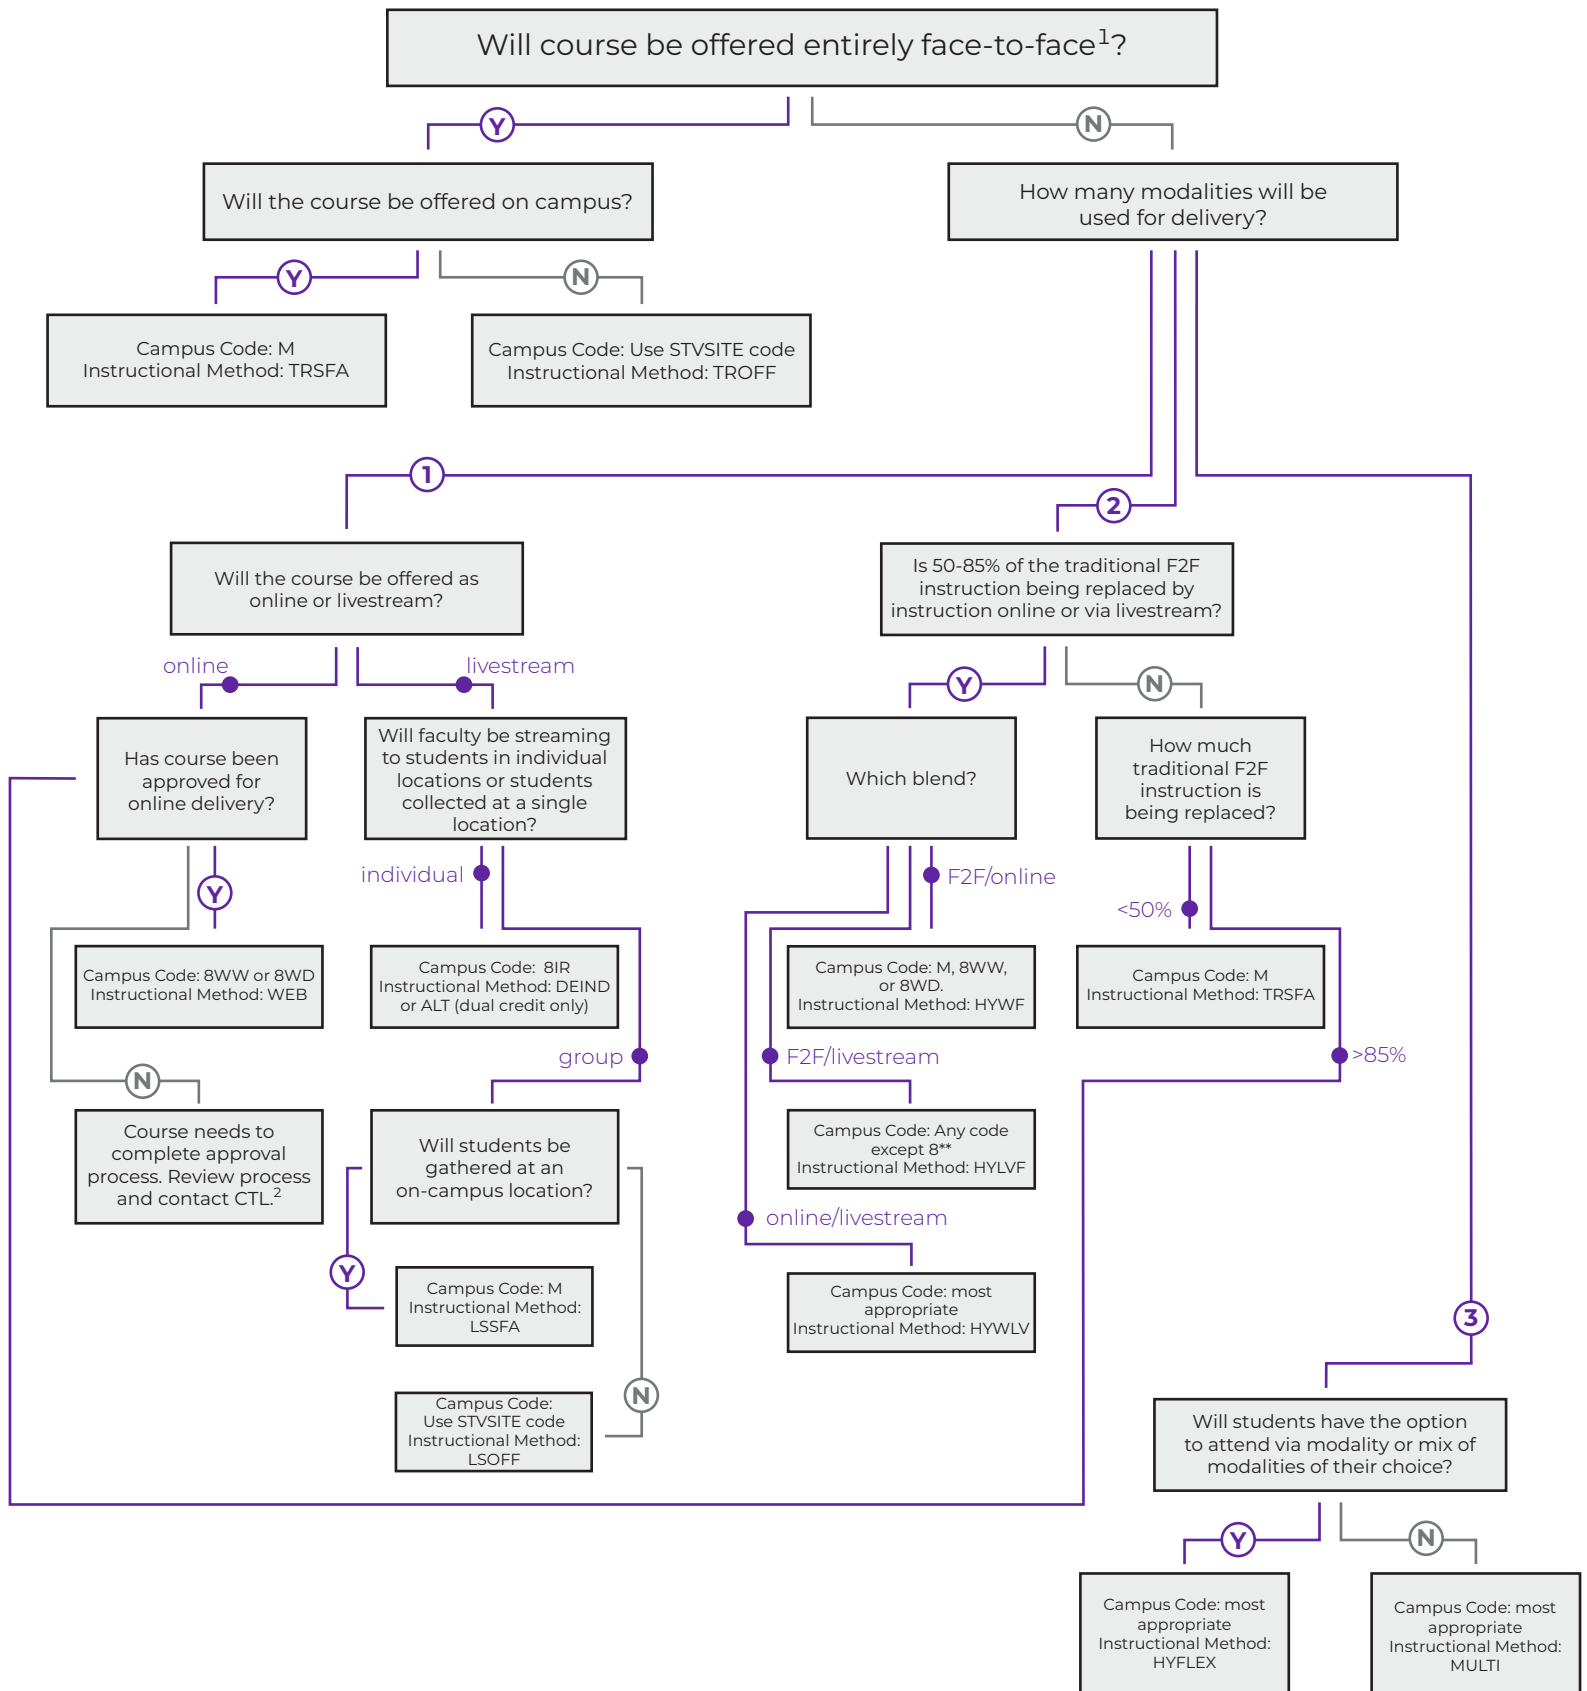 Will course be offered entirely face-to-face1?
Y
N
Will the course be offered on campus?
How many modalities will be
used for delivery?
Y
N
Campus Code: M
Instructional Method: TRSFA
Campus Code: Use STVSITE code
Instructional Method: TROFF
1
2
Will the course be offered as
online or livestream?
Is 50-85% of the traditional F2F
instruction being replaced by
instruction online or via livestream?
online
livestream
Y
N
Has course been
approved for
online delivery?
Will faculty be streaming
to students in individual
locations or students
collected at a single
location?
Which blend?
How much
traditional F2F
instruction is
being replaced?
Y
individual
F2F/online
<50%
Campus Code: 8WW or 8WD
Instructional Method: WEB
Campus Code: 8IR
Instructional Method: DEIND
or ALT (dual credit only)
Campus Code: M, 8WW,
or 8WD.
Instructional Method: HYWF
Campus Code: M
Instructional Method: TRSFA
group
F2F/livestream
>85%
N
Course needs to
complete approval
process. Review process
and contact CTL.2
Will students be
gathered at an
on-campus location?
Campus Code: Any code
except 8**
Instructional Method: HYLVF
online/livestream
Y
Campus Code: M
Instructional Method:
LSSFA
Campus Code: most
appropriate
Instructional Method: HYWLV
3
N
Campus Code:
Use STVSITE code
Instructional Method:
LSOFF
Will students have the option
to attend via modality or mix of
modalities of their choice?
Y
N
Campus Code: most
appropriate
Instructional Method:
HYFLEX
Campus Code: most
appropriate
Instructional Method:
MULTI